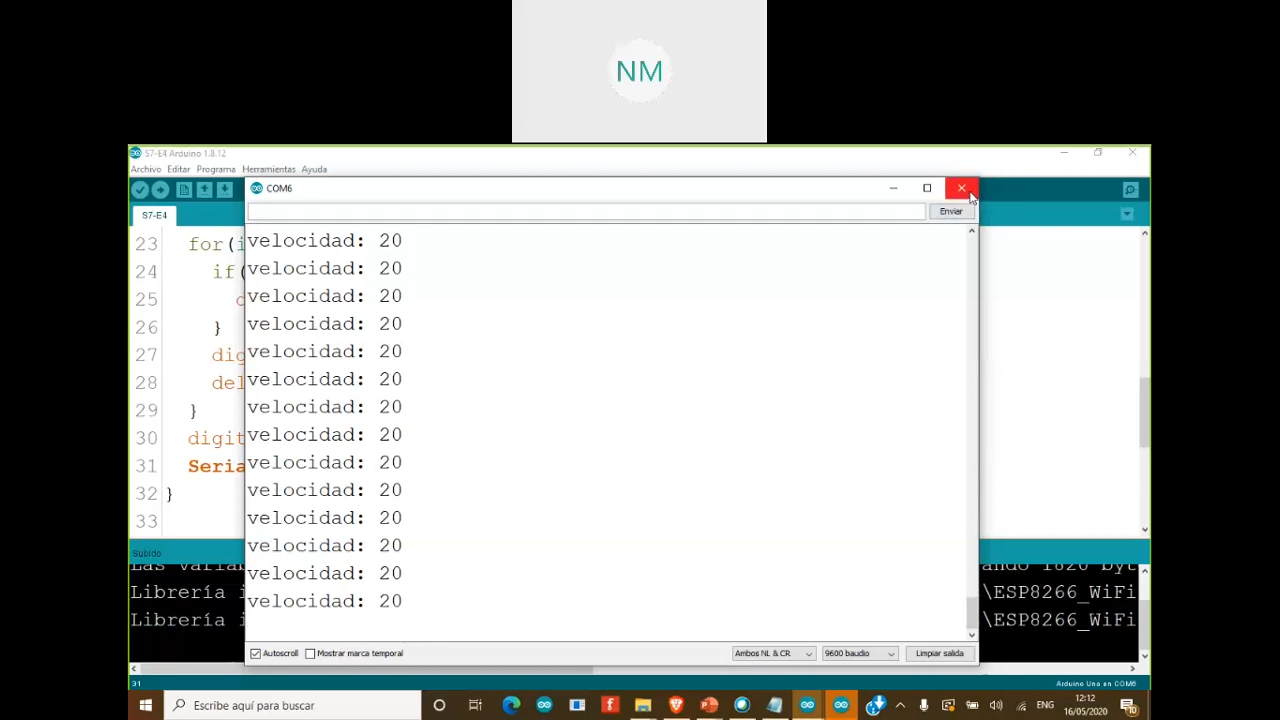 NM
S7-E4 Arduino 1.8.12
Archivo Editar Programa Herramientas Ayuda
COM6
Enviar
S7-E4
velocidad: 20
23 for(i
velocidad: 20
24 if(
velocidad: 20
25
velocidad: 20
26 }
velocidad: 20
27 dig
velocidad: 20
28 del
velocidad: 20
29 }
velocidad: 20
30 digit
velocidad: 20
31 Seria
velocidad: 20
32 }
velocidad: 20
33
velocidad: 20
velocidad: 20
Subido
velocidad: 20
Las varia ando 1820 byt
Librería i \ESP8266_WiFi
velocidad: 20
Librería i \ESP8266_WiFi
Autoscroll Mostrar marca temporal Ambos NL & CR 9600 baudio Limpiar salida
31 Arduino Uno en COM6
Escribe aquí para buscar
ENG
12:12
16/05/2020
10